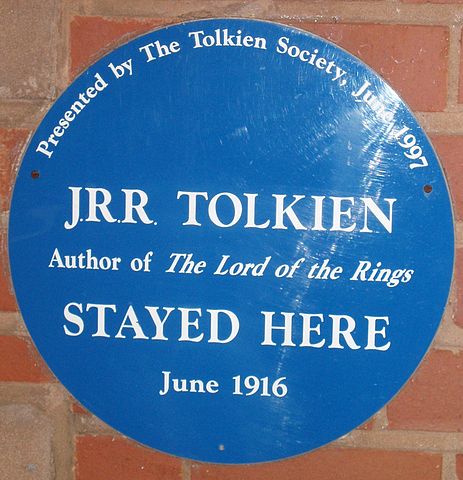 Presented by The Tolkien Society, June 1997
J.R.R. TOLKIEN
Author of The Lord of the Rings
STAYED HERE
June 1916